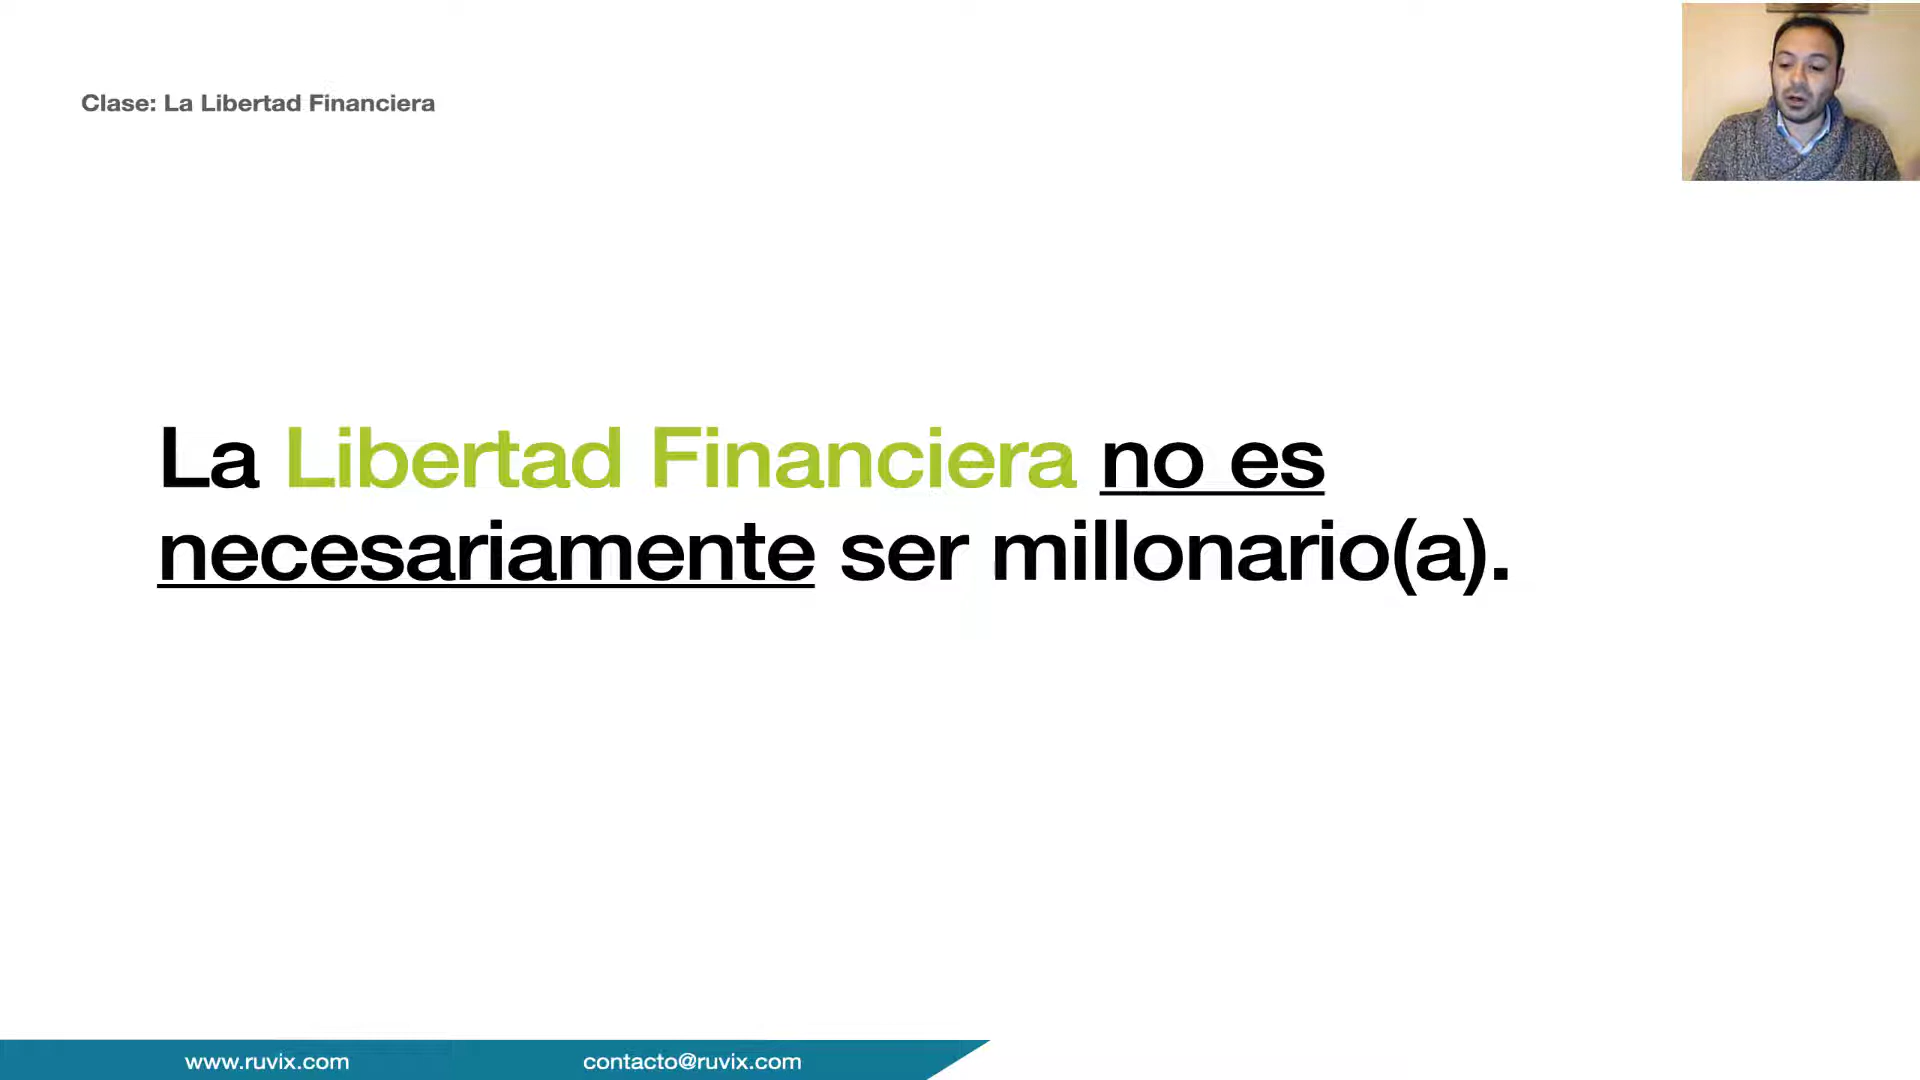 Clase: La Libertad Financiera
La Libertad Financiera no es
necesariamente ser millonario(a).
www.ruvix.com
contacto@ruvix.com